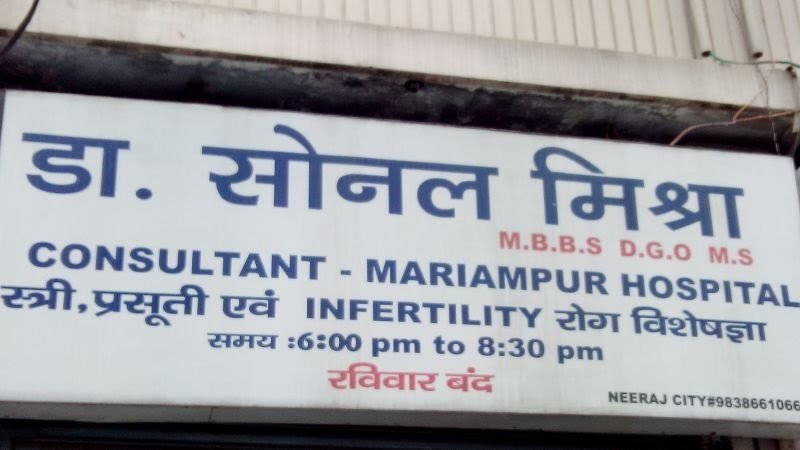 डा. सोनल मिश्रा
M.B.B.S D.G.O M.S
CONSULTANT - MARIAMPUR HOSPITAL
स्त्री, प्रसूती एवं INFERTILITY रोग विशेषज्ञा
समय :6:00 pm to 8:30 pm
रविवार बंद
NEERAJ CITY#9838661066